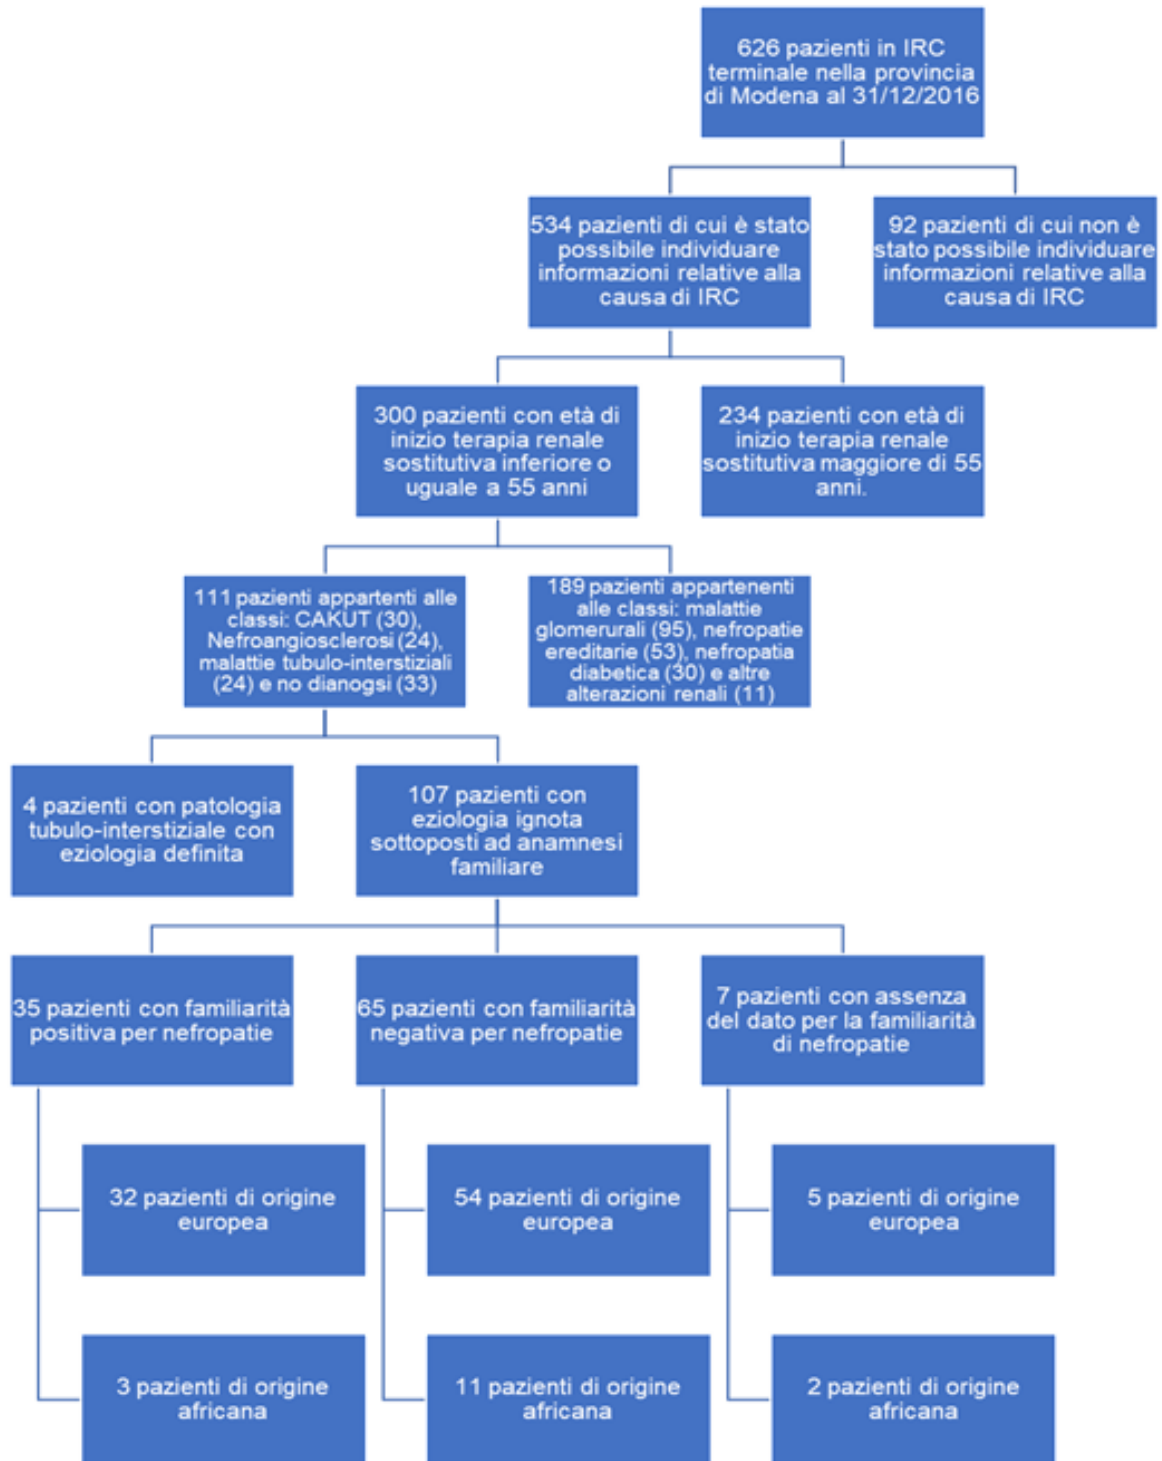 626 pazienti in IRC
terminale nella provincia
di Modena al 31/12/2016
534 pazienti di cui è stato
possibile individuare
informazioni relative alla
causa di IRC
92 pazienti di cui non è
stato possibile individuare
informazioni relative alla
causa di IRC
300 pazienti con età di
inizio terapia renale
sostitutiva inferiore o
uguale a 55 anni
234 pazienti con età di
inizio terapia renale
sostitutiva maggiore di 55
anni.
111 pazienti appartenti alle
classi: CAKUT (30),
Nefroangiosclerosi (24),
malattie tubulo-interstiziali
(24) e no dianogsi (33)
189 pazienti appartenenti
alle classi: malattie
glomerurali (95), nefropatie
ereditarie (53), nefropatia
diabetica (30) e altre
alterazioni renali (11)
4 pazienti con patologia
tubulo-interstiziale con
eziologia definita
107 pazienti con
eziologia ignota
sottoposti ad anamnesi
familiare
35 pazienti con familiarità
positiva per nefropatie
65 pazienti con familiarità
negativa per nefropatie
7 pazienti con assenza
del dato per la familiarità
di nefropatie
32 pazienti di origine
europea
54 pazienti di origine
europea
5 pazienti di origine
europea
3 pazienti di origine
africana
11 pazienti di origine
africana
2 pazienti di origine
africana